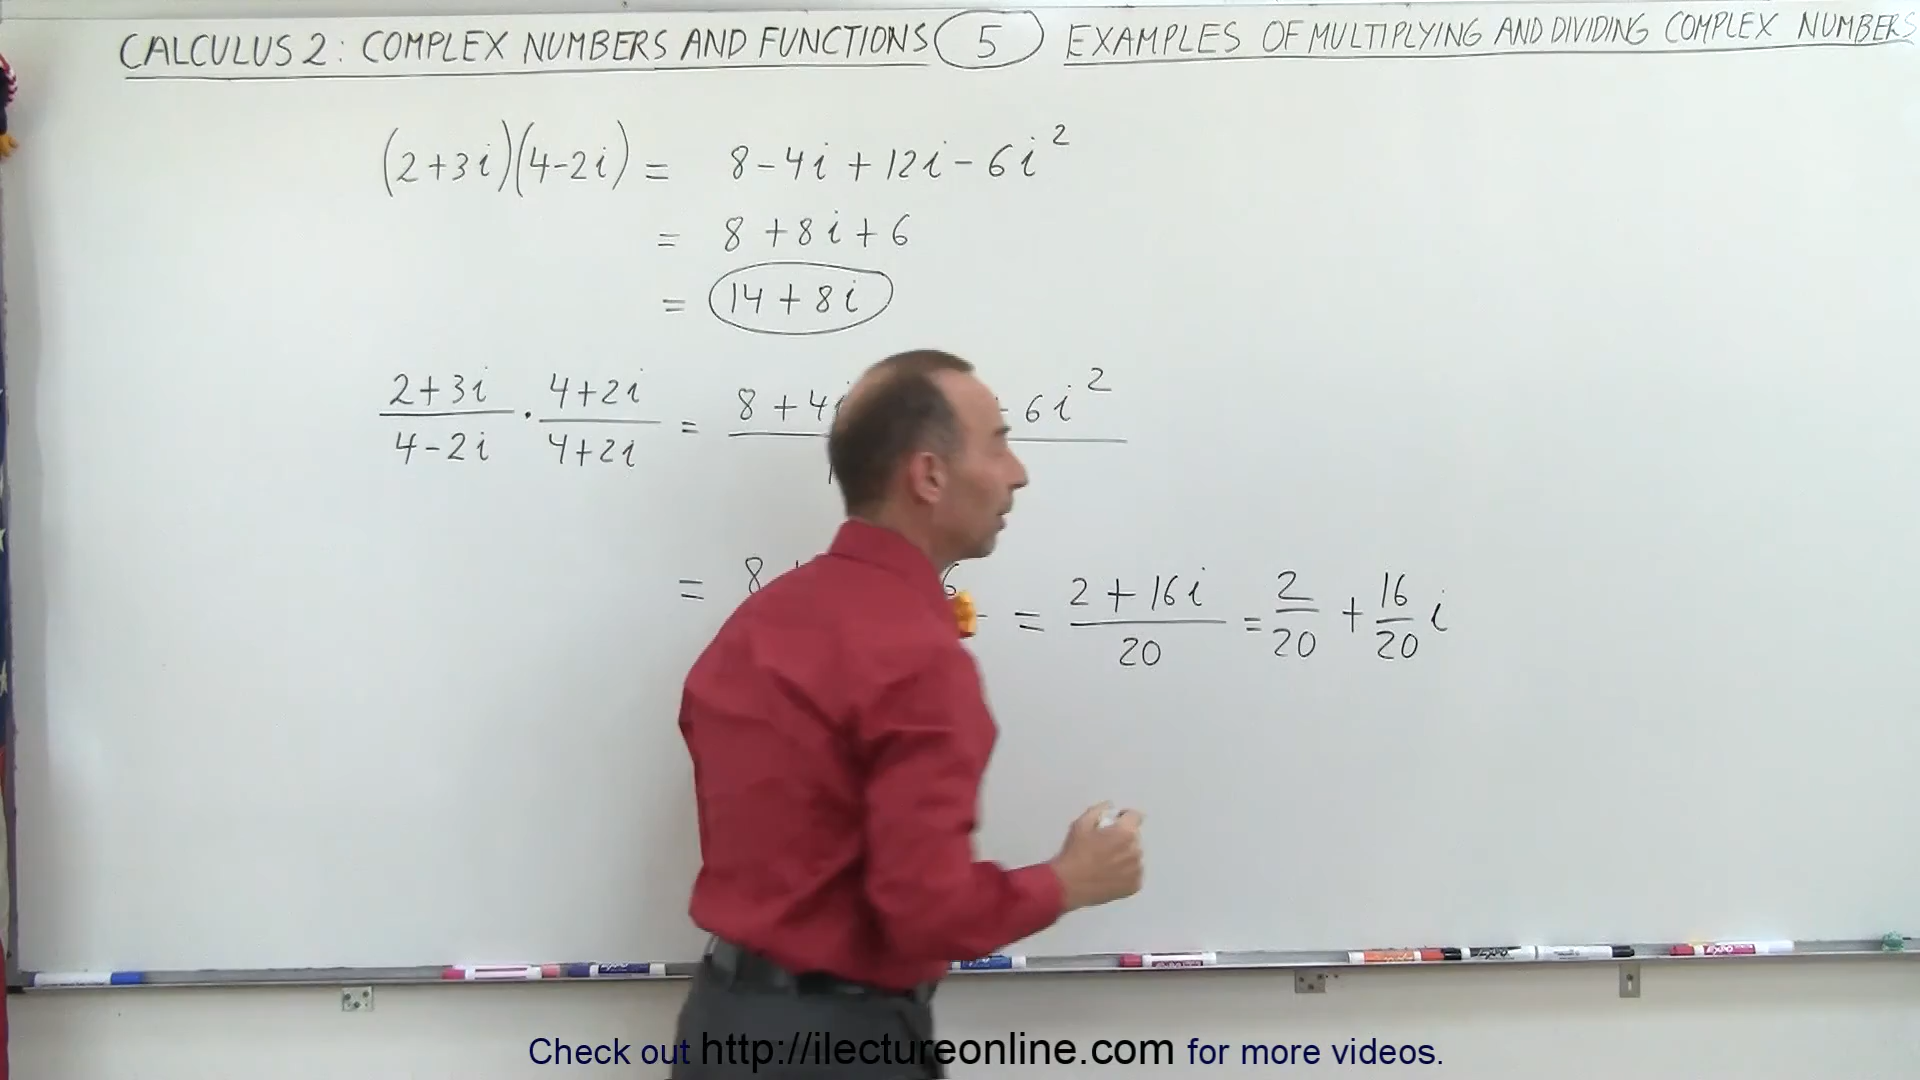 CALCULUS 2: COMPLEX NUMBERS AND FUNCTIONS 5 EXAMPLES OF MULTIPLYING AND DIVIDING COMPLEX NUMBERS
(2+3i)(4-2i) = 8-4i+12i-6i²
= 8+8i+6
= 14+8i
2+3i 4+2i 8+4i 6i²
4-2i · 4+2i =
= 8 6 = 2+16i = 2 + 16 i
20 20 20
Check out http://ilectureonline.com for more videos.